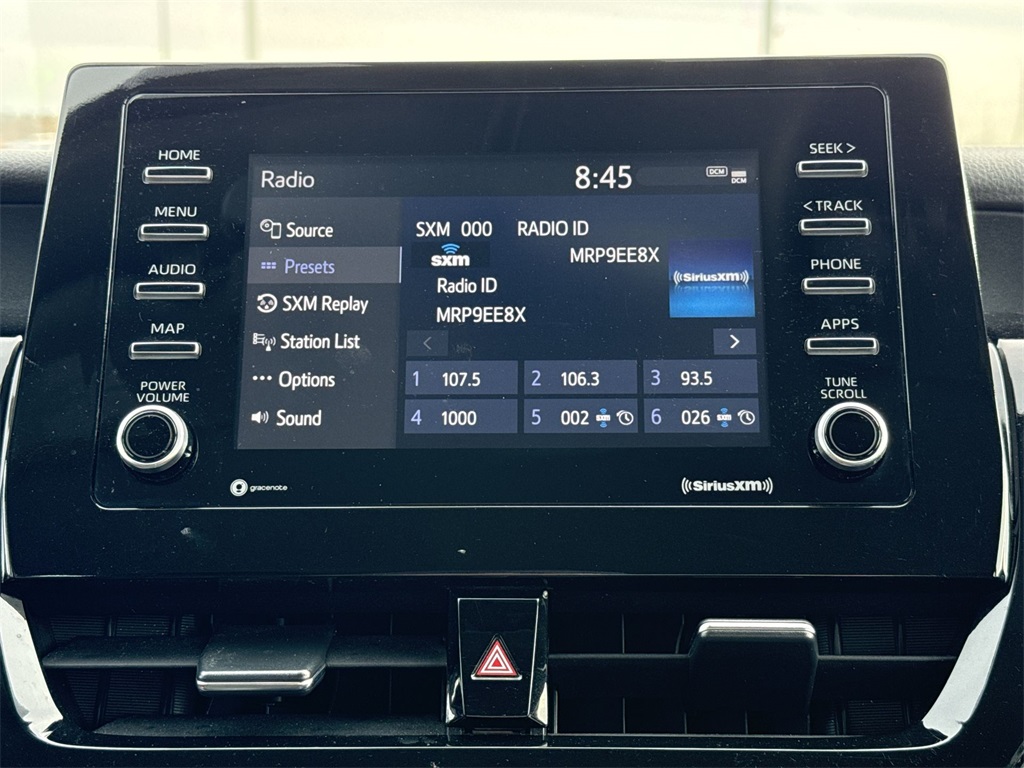 HOME
MENU
AUDIO
MAP
POWER
VOLUME
Radio
8:45
DCM
DCM
Source
Presets
SXM Replay
Station List
Options
Sound
SXM 000 RADIO ID
sxm
MRP9EE8X
Radio ID
MRP9EE8X
SiriusXM
<
>
1 107.5
2 106.3
3 93.5
4 1000
5 002 sxm
6 026 sxm
SEEK >
< TRACK
PHONE
APPS
TUNE
SCROLL
gracenote
SiriusXM